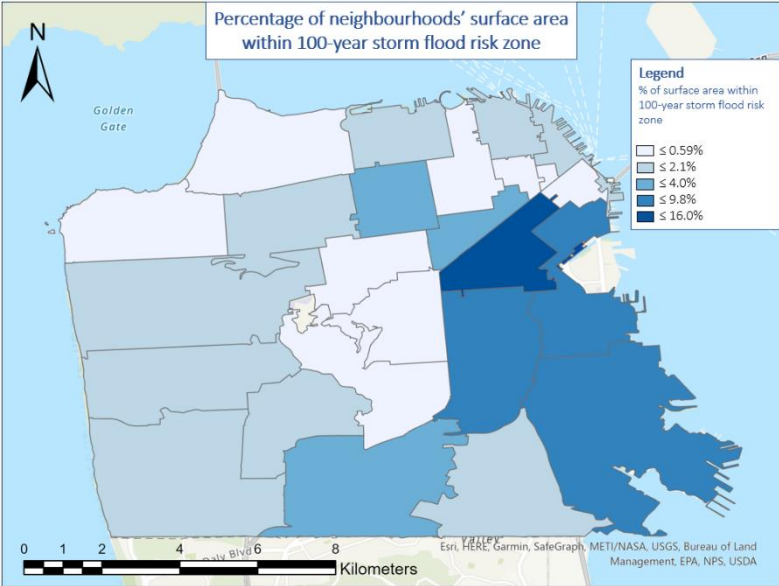 Percentage of neighbourhoods' surface area
within 100-year storm flood risk zone
N
Golden
Gate
Legend
% of surface area within
100-year storm flood risk
zone
≤ 0.59%
≤ 2.1%
≤ 4.0%
≤ 9.8%
≤ 16.0%
Valley
Esri, HERE, Garmin, SafeGraph, METI/NASA, USGS, Bureau of Land
Management, EPA, NPS, USDA
Daly Blvd
0 1 2 4 6 8
Kilometers